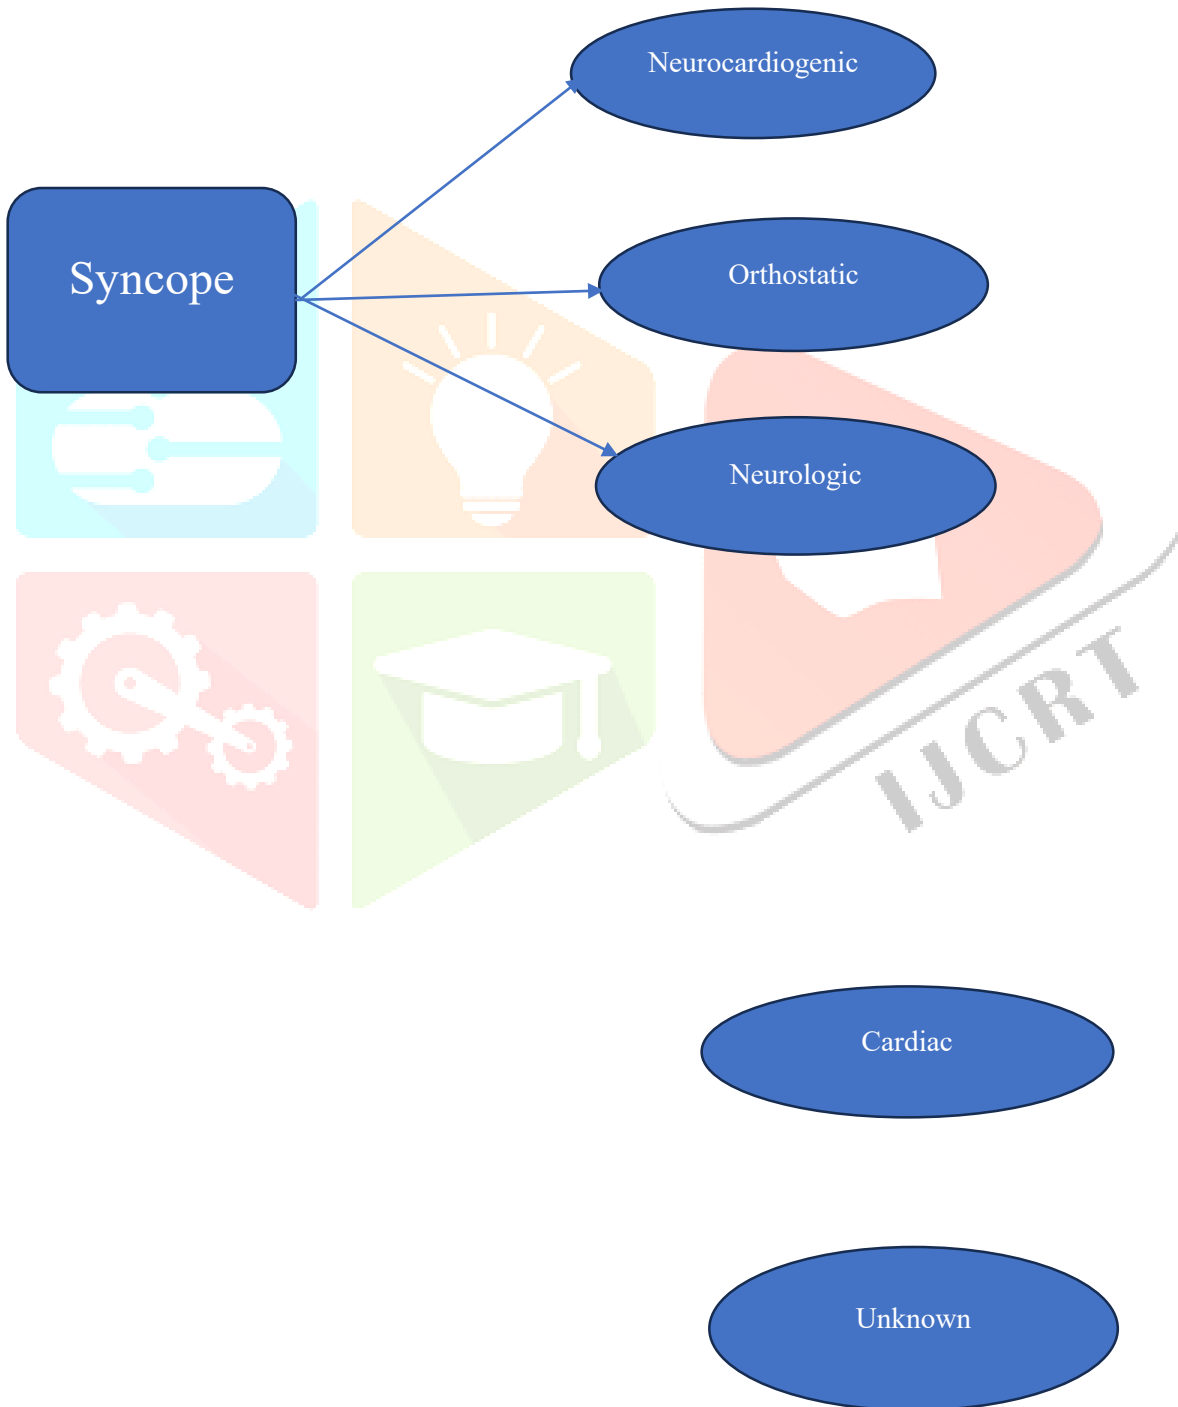 Neurocardiogenic
Syncope
Orthostatic
Neurologic
IJCRT
Cardiac
Unknown